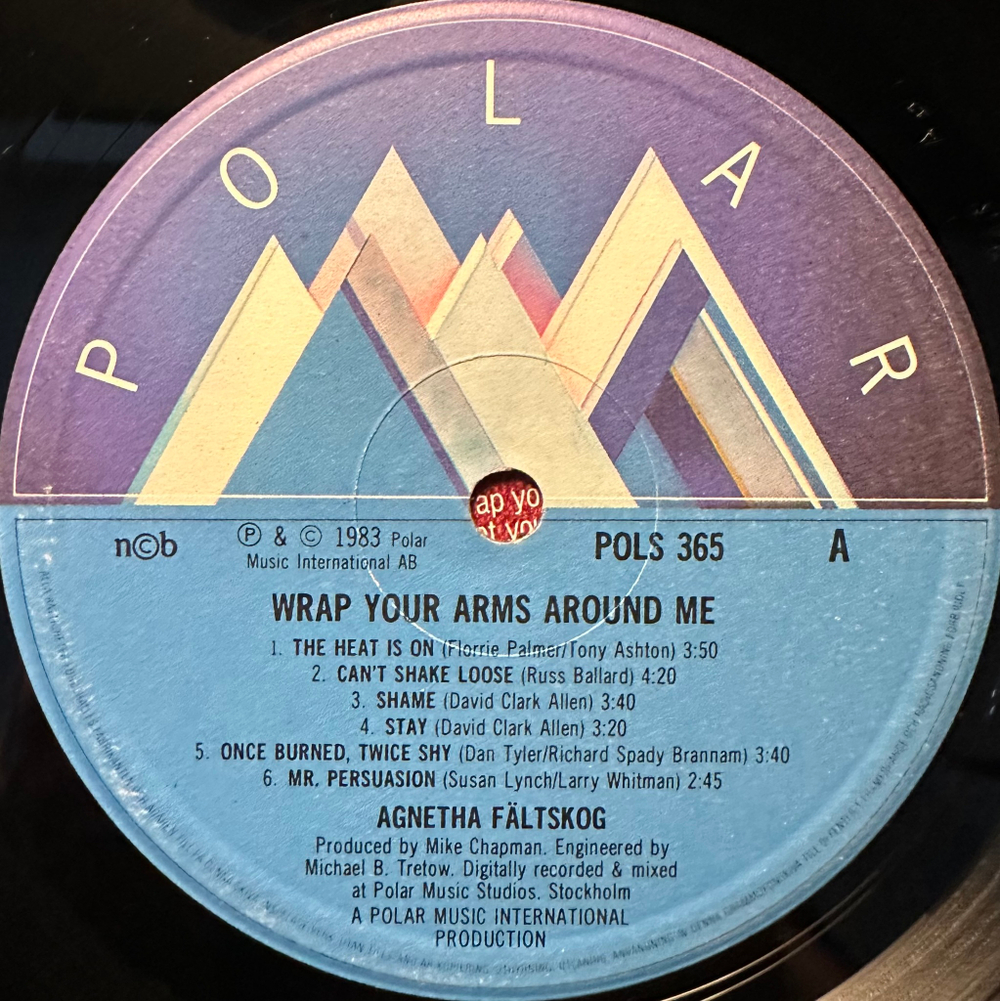 POLAR
ap yo
n©b
Ⓟ & © 1983 Polar
Music International AB
POLS 365
A
WRAP YOUR ARMS AROUND ME
1. THE HEAT IS ON (Florrie Palmer/Tony Ashton) 3:50
2. CAN'T SHAKE LOOSE (Russ Ballard) 4:20
3. SHAME (David Clark Allen) 3:40
4. STAY (David Clark Allen) 3:20
5. ONCE BURNED, TWICE SHY (Dan Tyler/Richard Spady Brannam) 3:40
6. MR. PERSUASION (Susan Lynch/Larry Whitman) 2:45
AGNETHA FÄLTSKOG
Produced by Mike Chapman. Engineered by
Michael B. Tretow. Digitally recorded & mixed
at Polar Music Studios. Stockholm
A POLAR MUSIC INTERNATIONAL
PRODUCTION